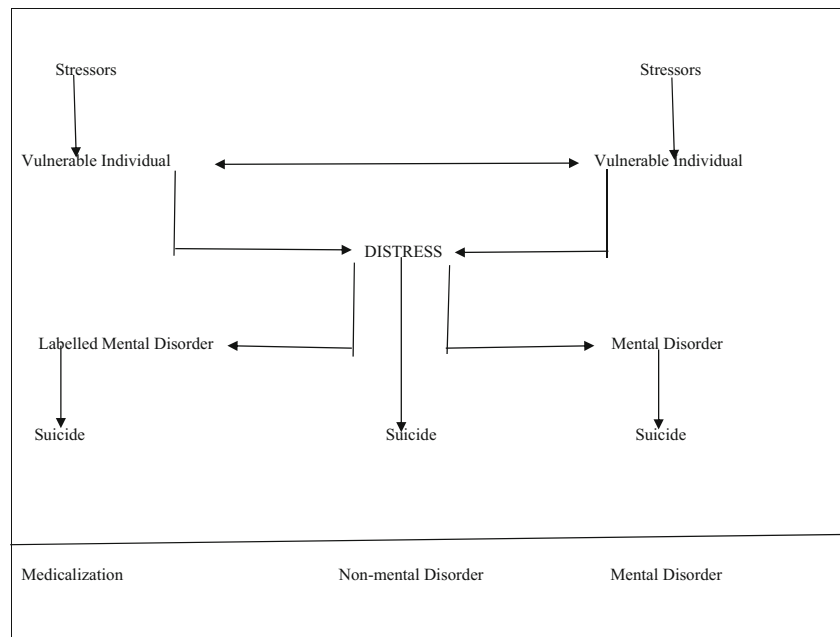 Stressors Stressors
Vulnerable Individual Vulnerable Individual
DISTRESS
Labelled Mental Disorder Mental Disorder
Suicide Suicide Suicide
Medicalization Non-mental Disorder Mental Disorder